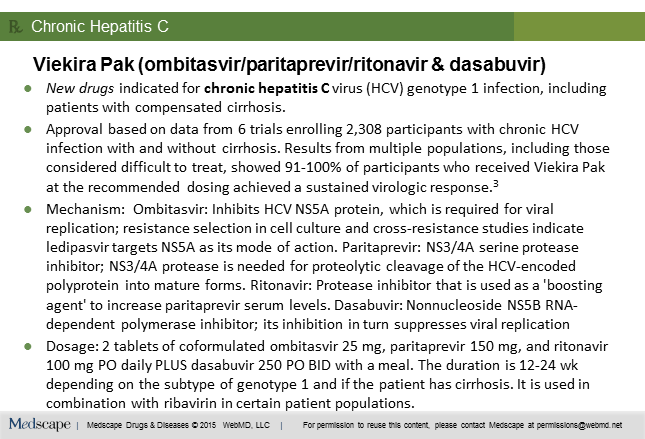 Rx Chronic Hepatitis C
Viekira Pak (ombitasvir/paritaprevir/ritonavir & dasabuvir)
● New drugs indicated for chronic hepatitis C virus (HCV) genotype 1 infection, including
patients with compensated cirrhosis.
● Approval based on data from 6 trials enrolling 2,308 participants with chronic HCV
infection with and without cirrhosis. Results from multiple populations, including those
considered difficult to treat, showed 91-100% of participants who received Viekira Pak
at the recommended dosing achieved a sustained virologic response.3
● Mechanism: Ombitasvir: Inhibits HCV NS5A protein, which is required for viral
replication; resistance selection in cell culture and cross-resistance studies indicate
ledipasvir targets NS5A as its mode of action. Paritaprevir: NS3/4A serine protease
inhibitor; NS3/4A protease is needed for proteolytic cleavage of the HCV-encoded
polyprotein into mature forms. Ritonavir: Protease inhibitor that is used as a 'boosting
agent' to increase paritaprevir serum levels. Dasabuvir: Nonnucleoside NS5B RNA-
dependent polymerase inhibitor; its inhibition in turn suppresses viral replication
● Dosage: 2 tablets of coformulated ombitasvir 25 mg, paritaprevir 150 mg, and ritonavir
100 mg PO daily PLUS dasabuvir 250 PO BID with a meal. The duration is 12-24 wk
depending on the subtype of genotype 1 and if the patient has cirrhosis. It is used in
combination with ribavirin in certain patient populations.
Medscape | Medscape Drugs & Diseases © 2015 WebMD, LLC | For permission to reuse this content, please contact Medscape at permissions@webmd.net